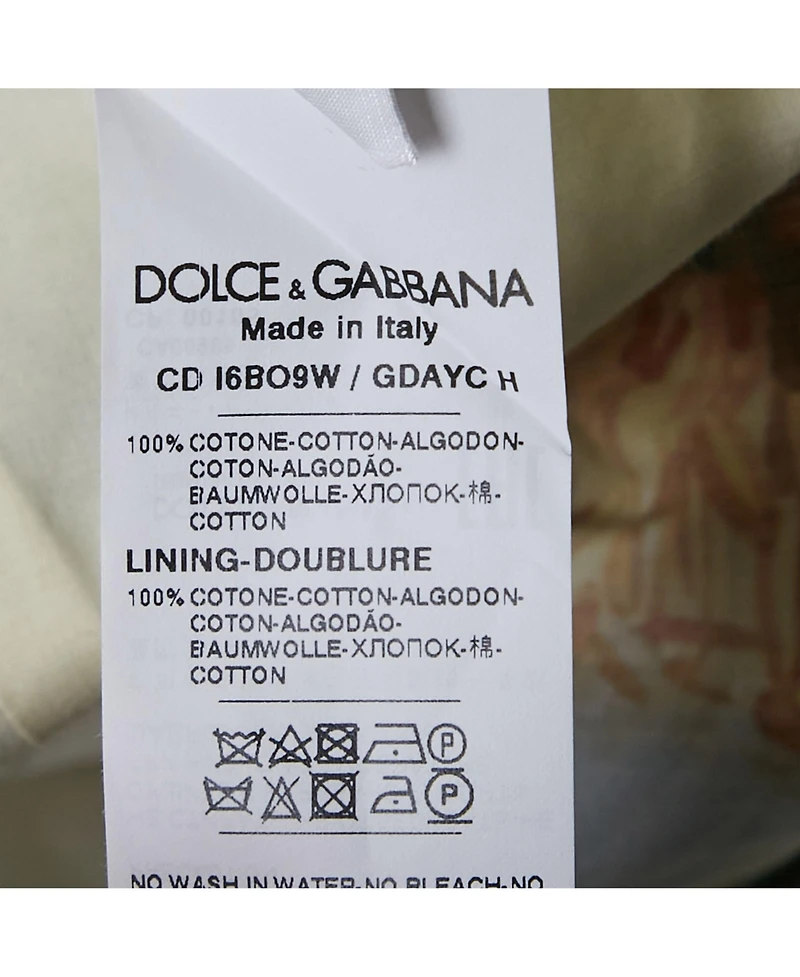 DOLCE & GABBANA
Made in Italy
CD I6BO9W / GDAYC H
100% COTONE-COTTON-ALGODON-
COTON-ALGODÃO-
BAUMWOLLE-ХЛОПОК-棉-
COTTON
LINING-DOUBLURE
100% COTONE-COTTON-ALGODON-
COTON-ALGODÃO-
BAUMWOLLE-ХЛОПОК-棉-
COTTON
P
P
NO WASH IN WATER-NO BLEACH-NO